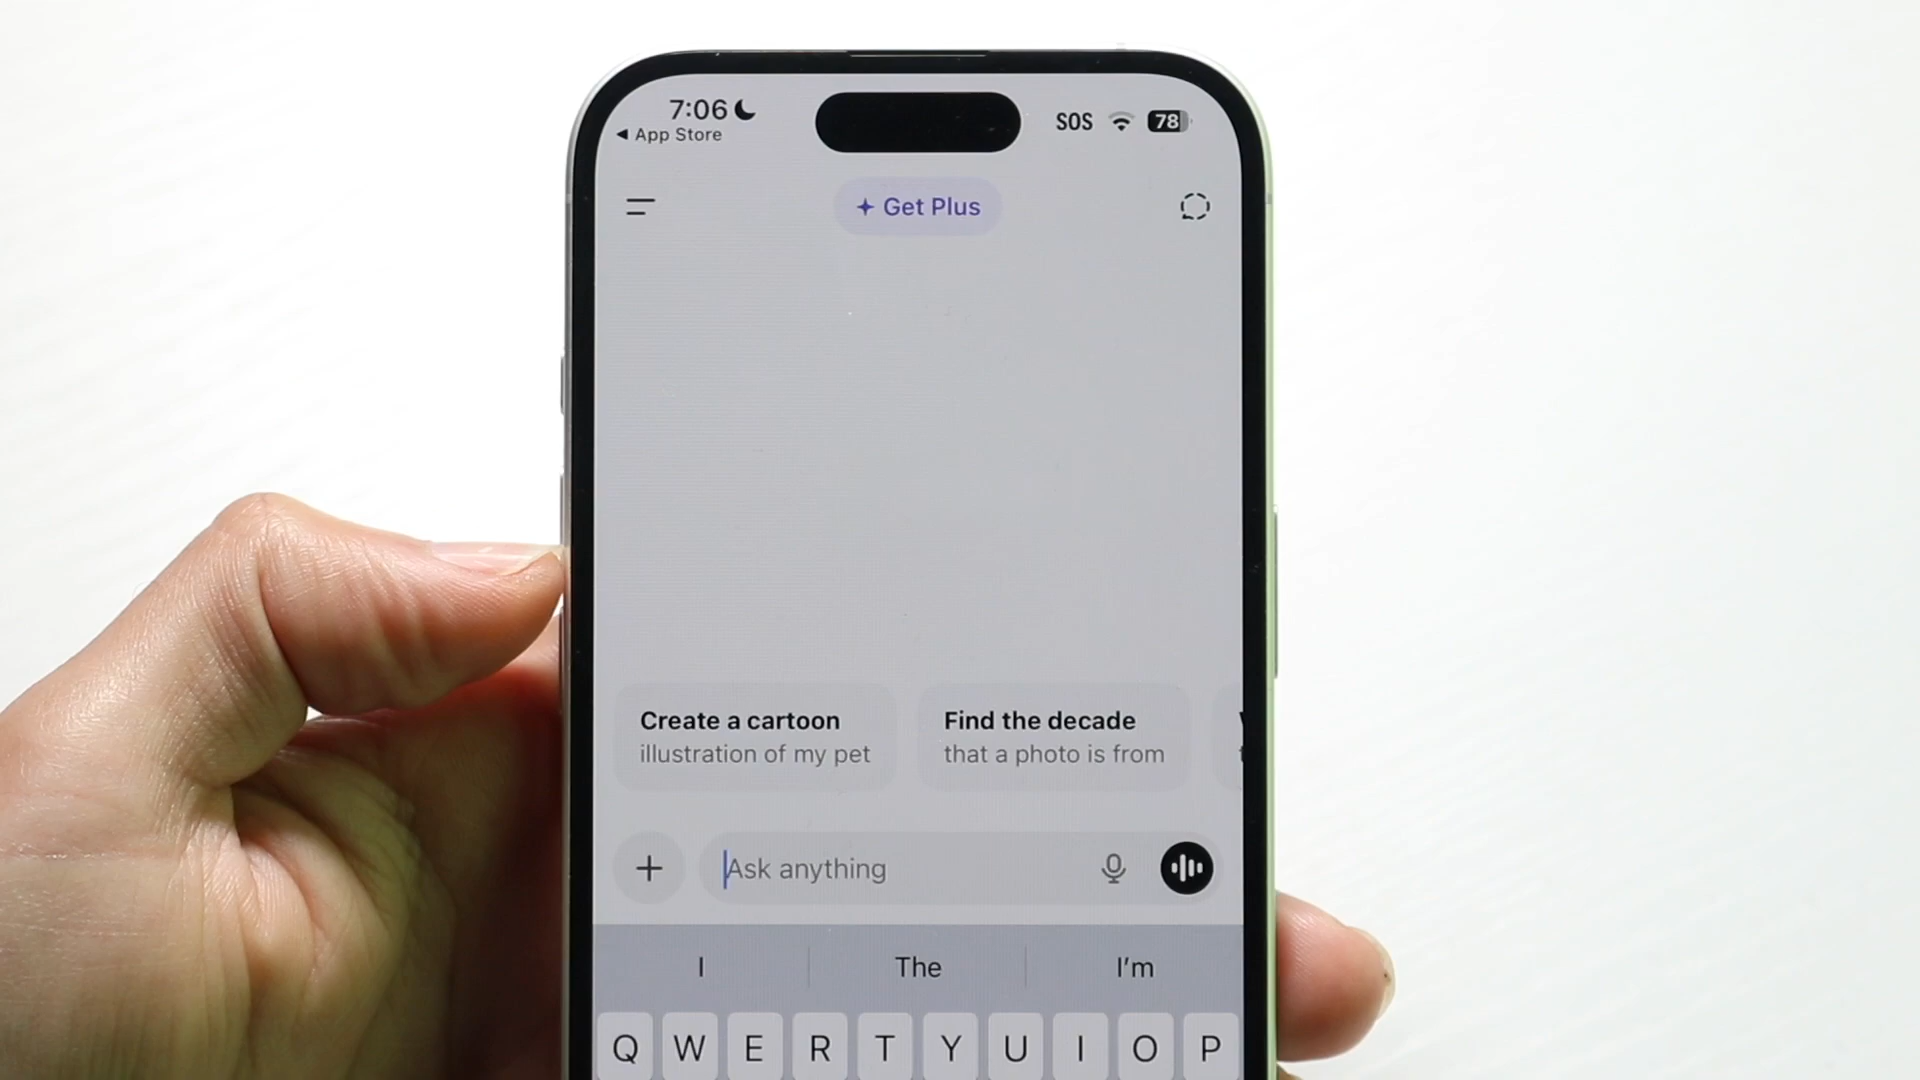 7:06
App Store
SOS
78
Get Plus
Create a cartoon
illustration of my pet
Find the decade
that a photo is from
Ask anything
I
The
I'm
Q W E R T Y U I O P